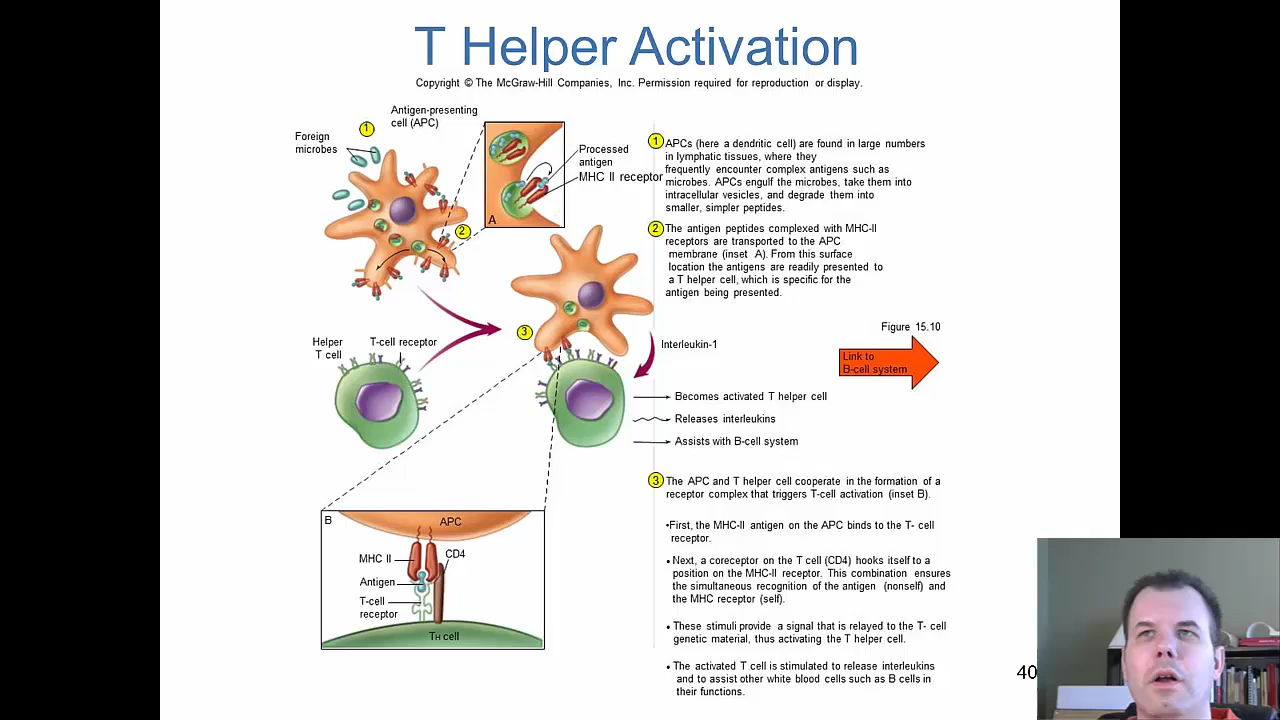 T Helper Activation
Copyright © The McGraw-Hill Companies, Inc. Permission required for reproduction or display.
Antigen-presenting
cell (APC)
1
Foreign
microbes
2
Processed
antigen
MHC II receptor
A
1
APCs (here a dendritic cell) are found in large numbers
in lymphatic tissues, where they
frequently encounter complex antigens such as
microbes. APCs engulf the microbes, take them into
intracellular vesicles, and degrade them into
smaller, simpler peptides.
2
The antigen peptides complexed with MHC-II
receptors are transported to the APC
membrane (inset A). From this surface
location the antigens are readily presented to
a T helper cell, which is specific for the
antigen being presented.
3
Helper
T cell
T-cell receptor
Interleukin-1
Figure 15.10
Link to
B-cell system
Becomes activated T helper cell
Releases interleukins
Assists with B-cell system
3
The APC and T helper cell cooperate in the formation of a
receptor complex that triggers T-cell activation (inset B).
•First, the MHC-II antigen on the APC binds to the T- cell
receptor.
• Next, a coreceptor on the T cell (CD4) hooks itself to a
position on the MHC-II receptor. This combination ensures
the simultaneous recognition of the antigen (nonself) and
the MHC receptor (self).
• These stimuli provide a signal that is relayed to the T- cell
genetic material, thus activating the T helper cell.
• The activated T cell is stimulated to release interleukins
and to assist other white blood cells such as B cells in
their functions.
B
APC
MHC II
CD4
Antigen
T-cell
receptor
TH cell
40